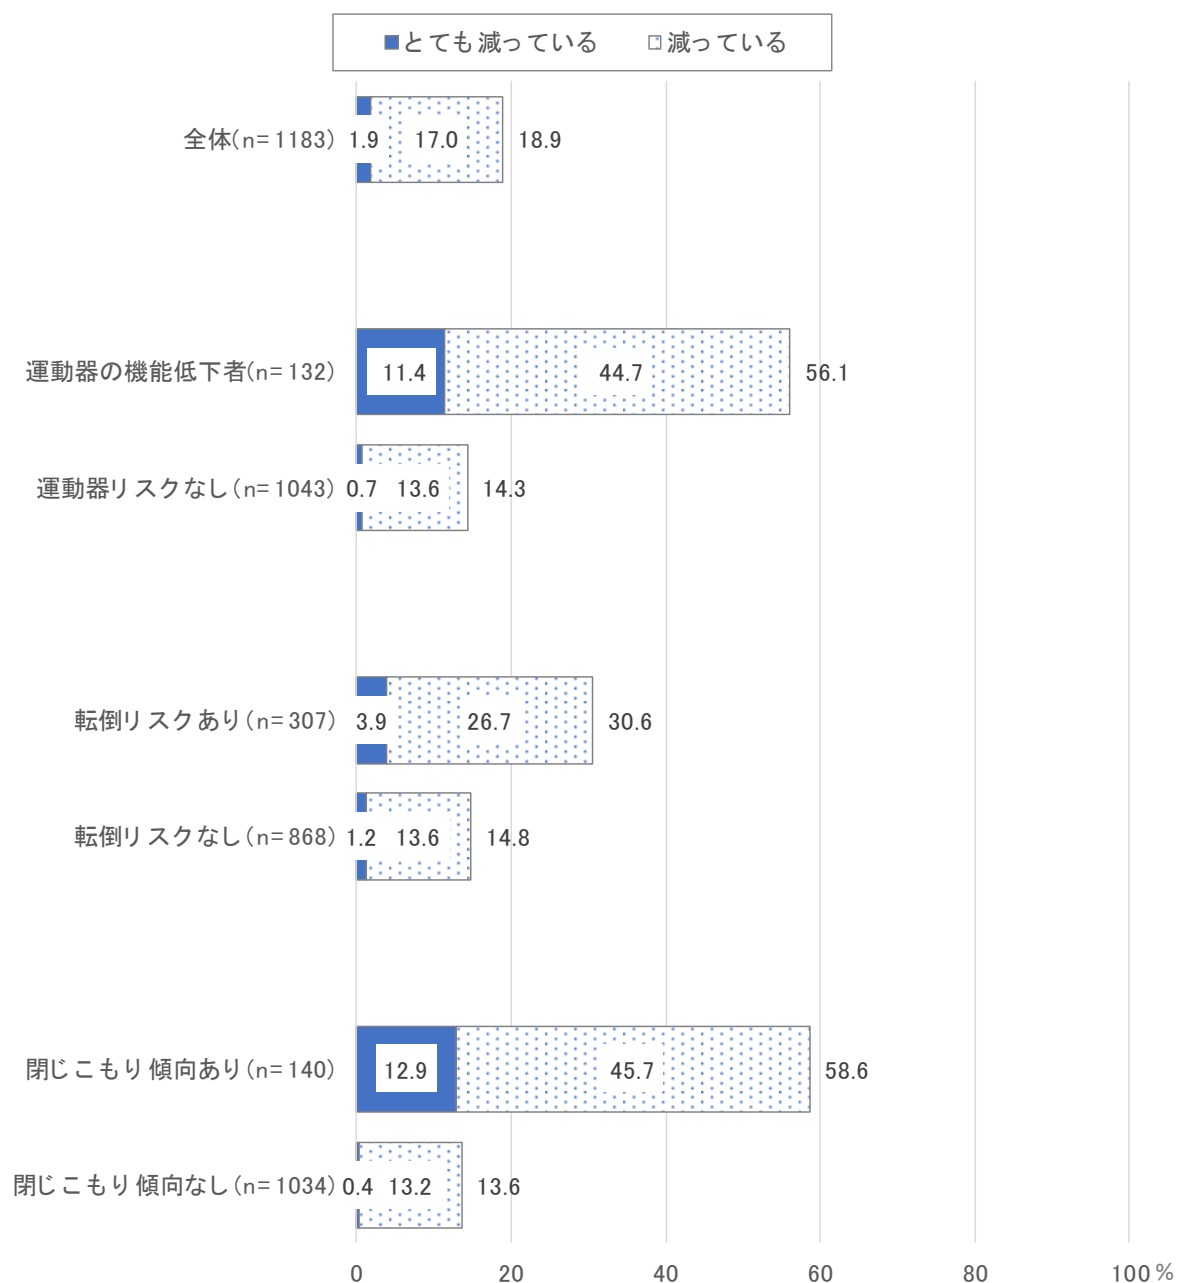 とても減っている 減っている
全体(n=1183) 1.9 17.0 18.9
運動器の機能低下者(n=132) 11.4 44.7 56.1
運動器リスクなし(n=1043) 0.7 13.6 14.3
転倒リスクあり(n=307) 3.9 26.7 30.6
転倒リスクなし(n=868) 1.2 13.6 14.8
閉じこもり傾向あり(n=140) 12.9 45.7 58.6
閉じこもり傾向なし(n=1034) 0.4 13.2 13.6
0 20 40 60 80 100 %